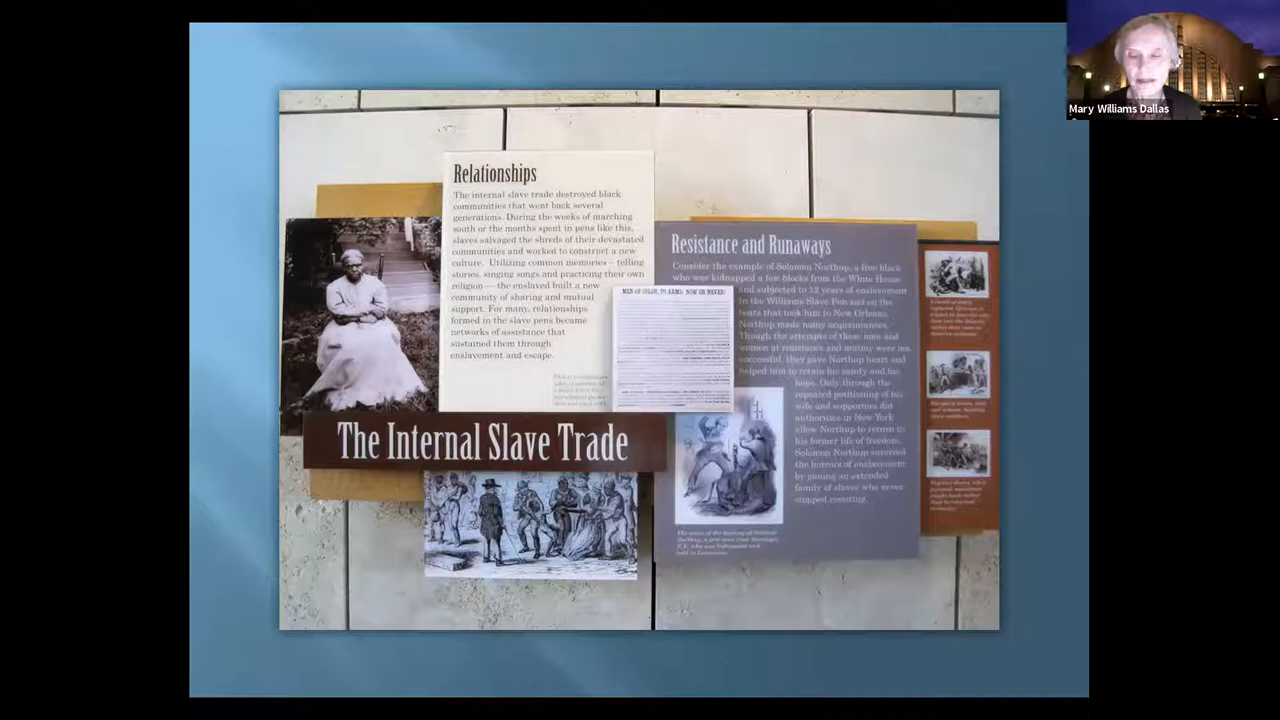 Mary Williams Dallas
Relationships
The internal slave trade destroyed black
communities that went back several
generations. During the weeks of marching
south or the months spent in pens like this,
slaves salvaged the shreds of their devastated
communities and worked to construct a new
culture. Utilizing common memories – telling
stories, singing songs and practicing their own
religion – the enslaved built a new
community of sharing and mutual
support. For many, relationships
formed in the slave pens became
networks of assistance that
sustained them through
enslavement and escape.
MEN OF COLOR, TO ARMS! NOW OR NEVER!
The Internal Slave Trade
Resistance and Runaways
Consider the example of Solomon Northup, a free black
who was kidnapped a few blocks from the White House
and subjected to 12 years of enslavement
in the Williams Slave Pen and on the
boats that took him to New Orleans,
Northup made many acquaintances.
Though the attempts of these men and
women at resistance and mutiny were not
successful, they gave Northup heart and
helped him to retain his sanity and his
hope. Only through the
repeated petitioning of his
wife and supporters did
authorities in New York
allow Northup to return to
his former life of freedom.
Solomon Northup survived
the horrors of enslavement
by joining an extended
family of slaves who never
stopped resisting.